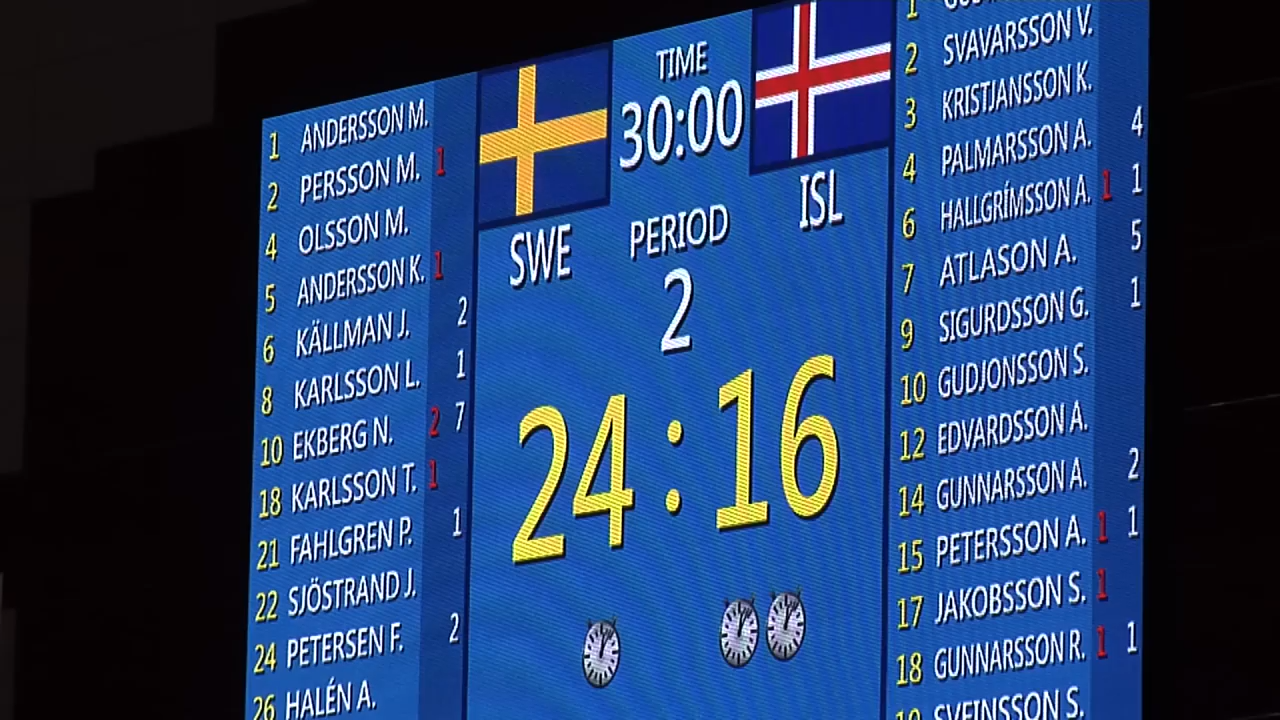 1 ANDERSSON M.
2 PERSSON M. 1
4 OLSSON M.
5 ANDERSSON K. 1
6 KÄLLMAN J. 2
8 KARLSSON L. 1
10 EKBERG N. 2 7
18 KARLSSON T. 1
21 FAHLGREN P. 1
22 SJÖSTRAND J.
24 PETERSEN F. 2
26 HALÉN A.
TIME
30:00
SWE
ISL
PERIOD
2
24:16
1
2 SVAVARSSON V.
3 KRISTJANSSON K.
4 PALMARSSON A. 4
6 HALLGRÍMSSON A. 1 1
7 ATLASON A. 5
9 SIGURDSSON G. 1
10 GUDJONSSON S.
12 EDVARDSSON A.
14 GUNNARSSON A. 2
15 PETERSSON A. 1 1
17 JAKOBSSON S. 1
18 GUNNARSSON R. 1 1
19 SVEINSSON S.